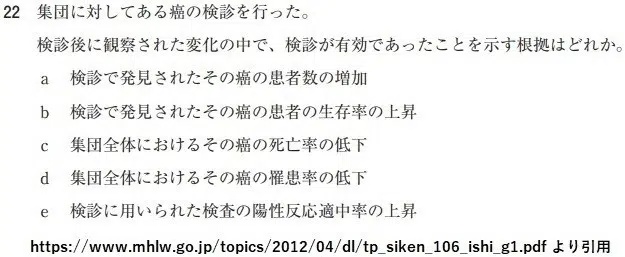 22 集団に対してある癌の検診を行った。
検診後に観察された変化の中で、検診が有効であったことを示す根拠はどれか。
a 検診で発見されたその癌の患者数の増加
b 検診で発見されたその癌の患者の生存率の上昇
c 集団全体におけるその癌の死亡率の低下
d 集団全体におけるその癌の罹患率の低下
e 検診に用いられた検査の陽性反応適中率の上昇
https://www.mhlw.go.jp/topics/2012/04/dl/tp_siken_106_ishi_g1.pdf より引用